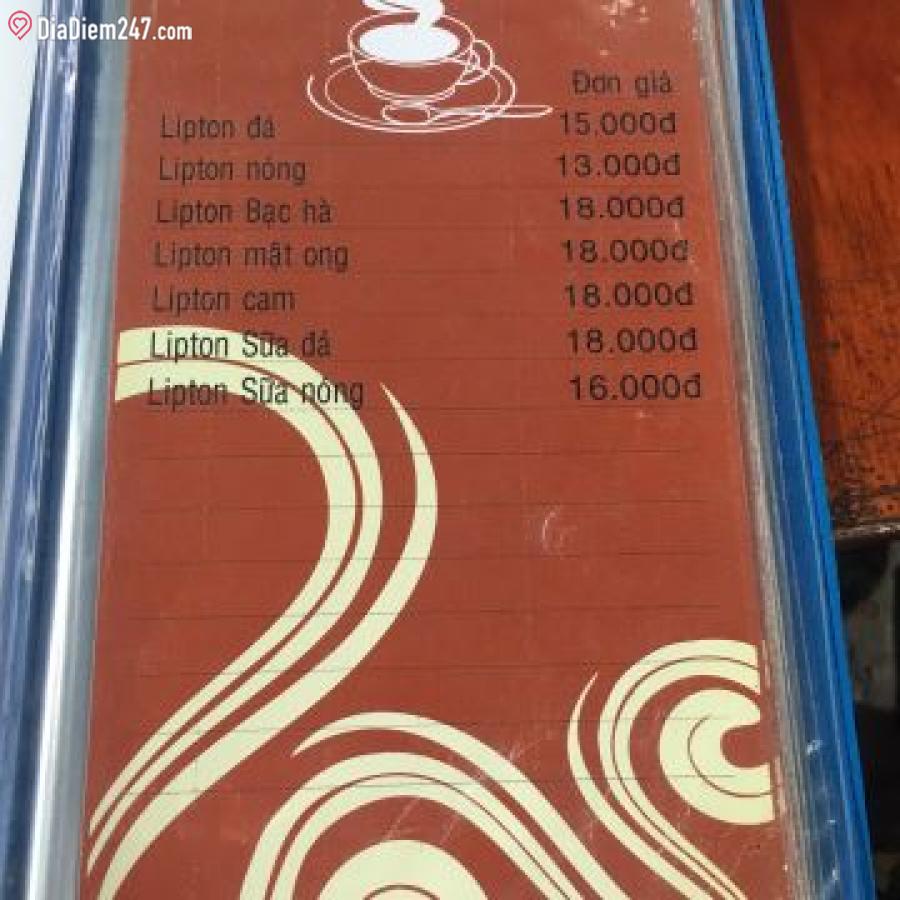 DiaDiem247.com
Đơn giá
Lipton đá 15.000đ
Lipton nóng 13.000đ
Lipton Bạc hà 18.000đ
Lipton mật ong 18.000đ
Lipton cam 18.000đ
Lipton Sữa đá 18.000đ
Lipton Sữa nóng 16.000đ